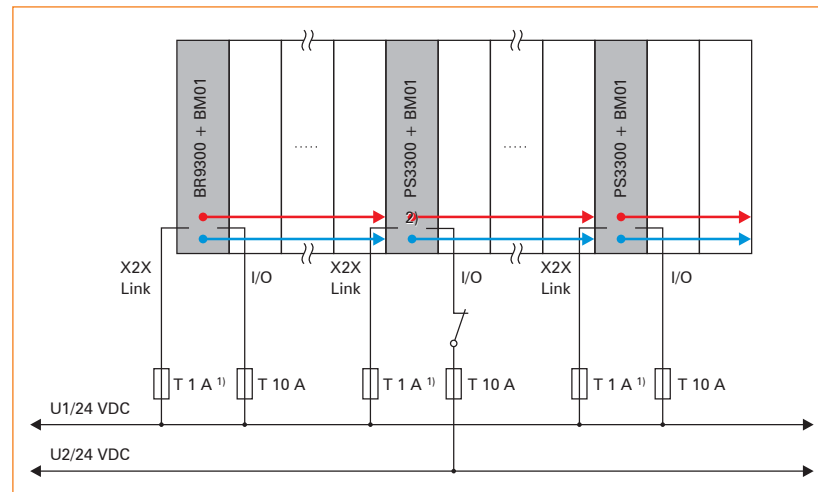 BR9300 + BM01
.....
PS3300 + BM01
.....
PS3300 + BM01
2)
X2X
Link
I/O
X2X
Link
I/O
X2X
Link
I/O
T 1 A 1)
T 10 A
T 1 A 1)
T 10 A
T 1 A 1)
T 10 A
U1/24 VDC
U2/24 VDC